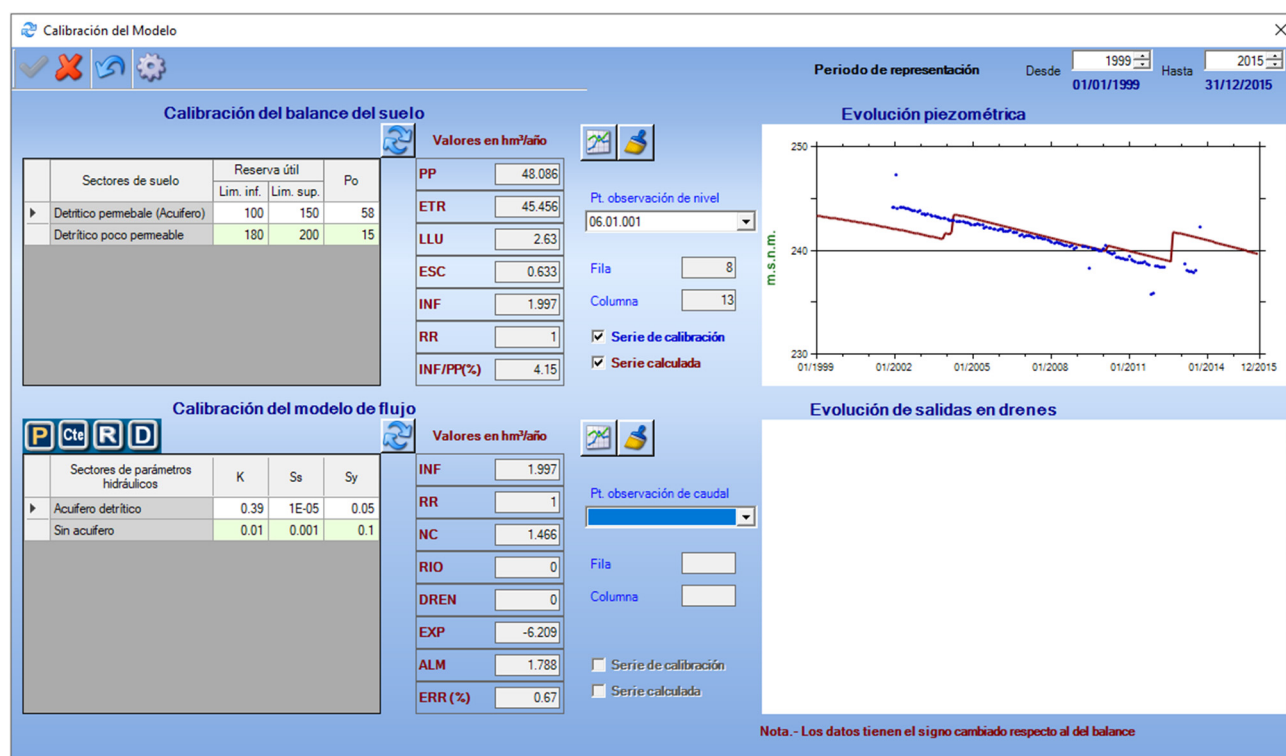 Calibración del Modelo
Periodo de representación Desde 1999 Hasta 2015
01/01/1999 31/12/2015
Calibración del balance del suelo
Sectores de suelo Reserva útil Po
Lim. inf. Lim. sup.
Detritico permebale (Acuifero) 100 150 58
Detrítico poco permeable 180 200 15
Valores en hm³/año
PP 48.086
ETR 45.456
LLU 2.63
ESC 0.633
INF 1.997
RR 1
INF/PP(%) 4.15
Pt. observación de nivel
06.01.001
Fila 8
Columna 13
Serie de calibración
Serie calculada
Evolución piezométrica
m.s.n.m.
250
240
230
01/1999 01/2002 01/2005 01/2008 01/2011 01/2014 12/2015
Calibración del modelo de flujo
P Cte R D
Sectores de parámetros
hidráulicos K Ss Sy
Acuifero detrítico 0.39 1E-05 0.05
Sin acuifero 0.01 0.001 0.1
Valores en hm³/año
INF 1.997
RR 1
NC 1.466
RIO 0
DREN 0
EXP -6.209
ALM 1.788
ERR (%) 0.67
Pt. observación de caudal
Fila
Columna
Serie de calibración
Serie calculada
Evolución de salidas en drenes
Nota.- Los datos tienen el signo cambiado respecto al del balance